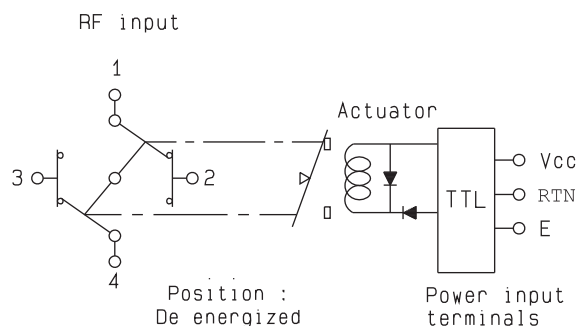 RF input
1
Actuator
3
2
TTL
Vcc
RTN
E
4
Position :
De energized
Power input
terminals